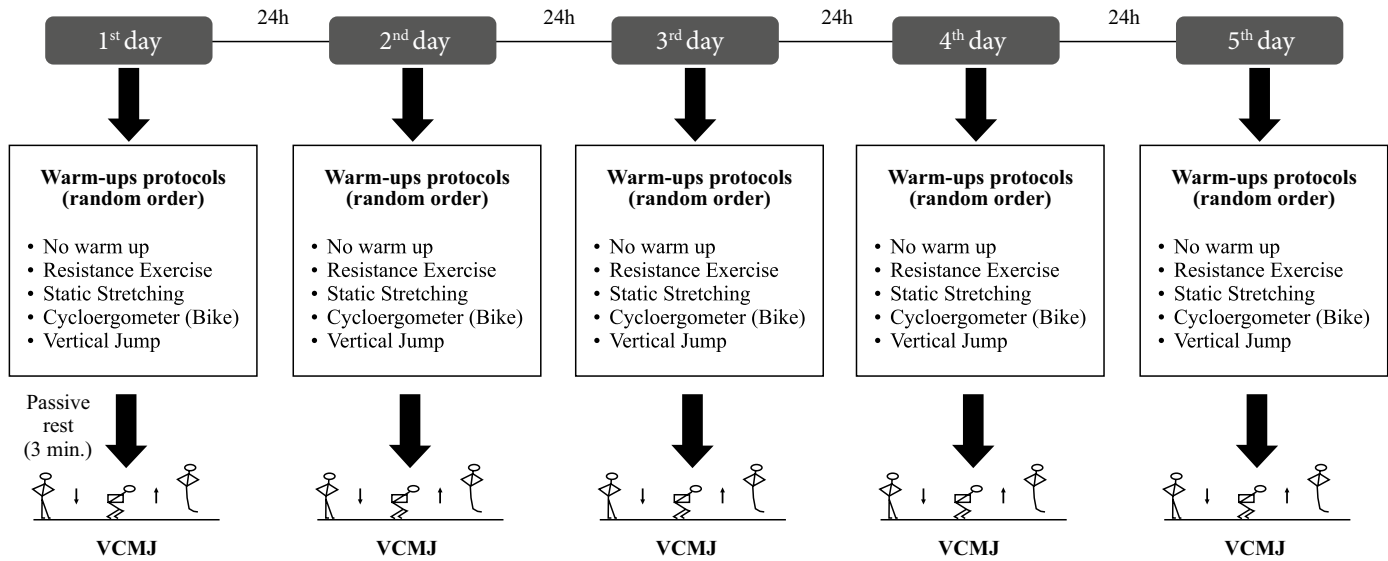 24h 24h 24h 24h
1st day 2nd day 3rd day 4th day 5th day
Warm-ups protocols
(random order)
• No warm up
• Resistance Exercise
• Static Stretching
• Cycloergometer (Bike)
• Vertical Jump
Warm-ups protocols
(random order)
• No warm up
• Resistance Exercise
• Static Stretching
• Cycloergometer (Bike)
• Vertical Jump
Warm-ups protocols
(random order)
• No warm up
• Resistance Exercise
• Static Stretching
• Cycloergometer (Bike)
• Vertical Jump
Warm-ups protocols
(random order)
• No warm up
• Resistance Exercise
• Static Stretching
• Cycloergometer (Bike)
• Vertical Jump
Warm-ups protocols
(random order)
• No warm up
• Resistance Exercise
• Static Stretching
• Cycloergometer (Bike)
• Vertical Jump
Passive
rest
(3 min.)
VCMJ VCMJ VCMJ VCMJ VCMJ